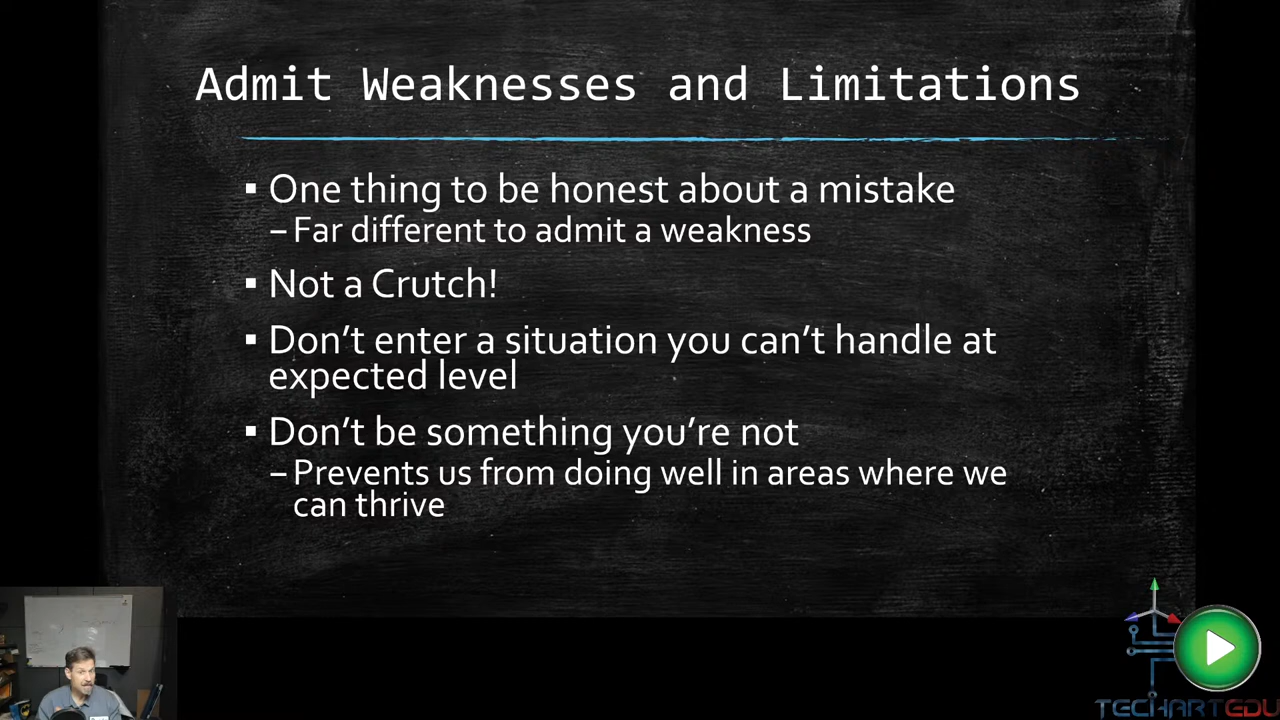 Admit Weaknesses and Limitations
▪ One thing to be honest about a mistake
– Far different to admit a weakness
▪ Not a Crutch!
▪ Don’t enter a situation you can’t handle at
expected level
▪ Don’t be something you’re not
– Prevents us from doing well in areas where we
can thrive
TECHARTEDU